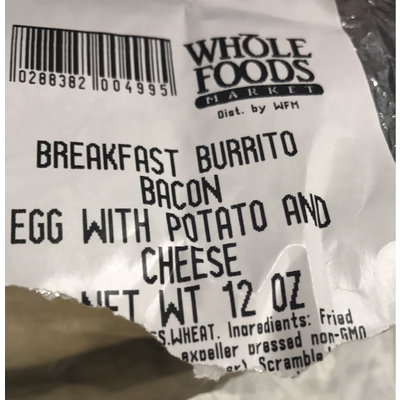 0288382 004995
WHOLE
FOODS
MARKET
Dist. by WFM
BREAKFAST BURRITO
BACON
EGG WITH POTATO AND
CHEESE
NET WT 12 OZ
WHEAT. Ingredients: Fried
expeller pressed non-GMO